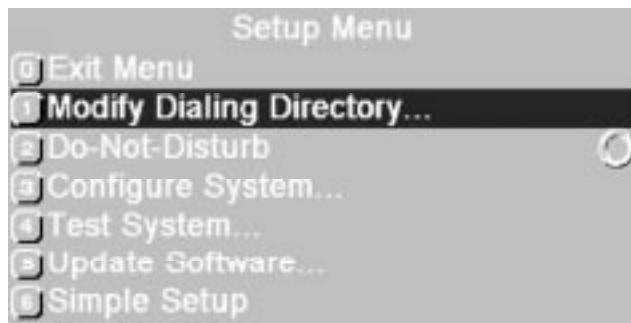 Setup Menu
0 Exit Menu
1 Modify Dialing Directory...
2 Do-Not-Disturb
3 Configure System...
4 Test System...
5 Update Software...
6 Simple Setup